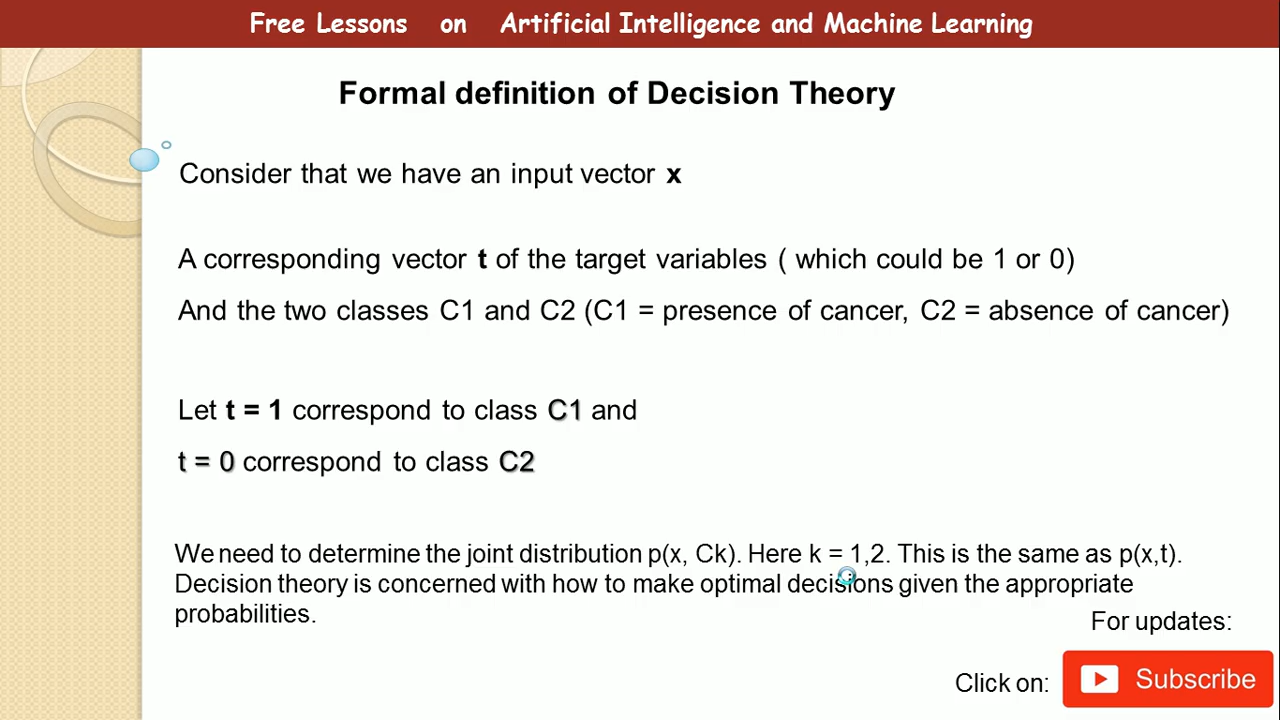 Free Lessons on Artificial Intelligence and Machine Learning
Formal definition of Decision Theory
Consider that we have an input vector x
A corresponding vector t of the target variables ( which could be 1 or 0)
And the two classes C1 and C2 (C1 = presence of cancer, C2 = absence of cancer)
Let t = 1 correspond to class C1 and
t = 0 correspond to class C2
We need to determine the joint distribution p(x, Ck). Here k = 1,2. This is the same as p(x,t).
Decision theory is concerned with how to make optimal decisions given the appropriate
probabilities.
For updates:
Click on:
Subscribe